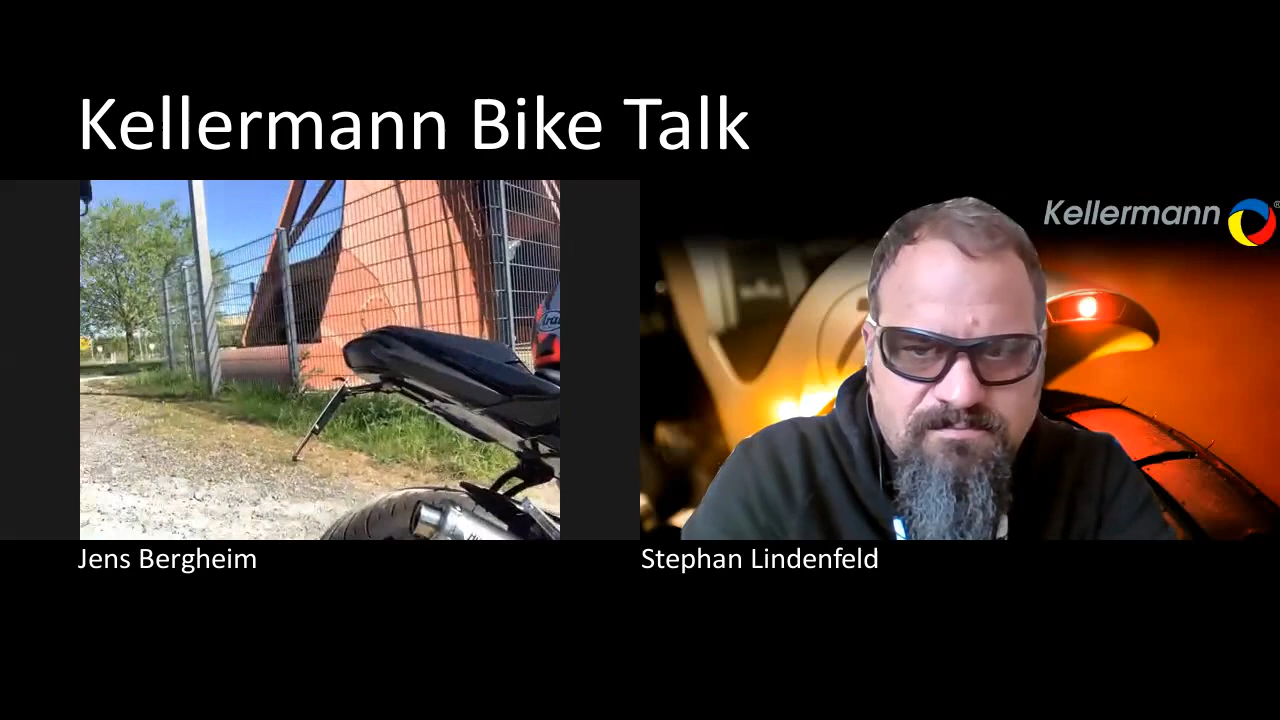 Kellermann Bike Talk
Kellermann
Jens Bergheim
Stephan Lindenfeld